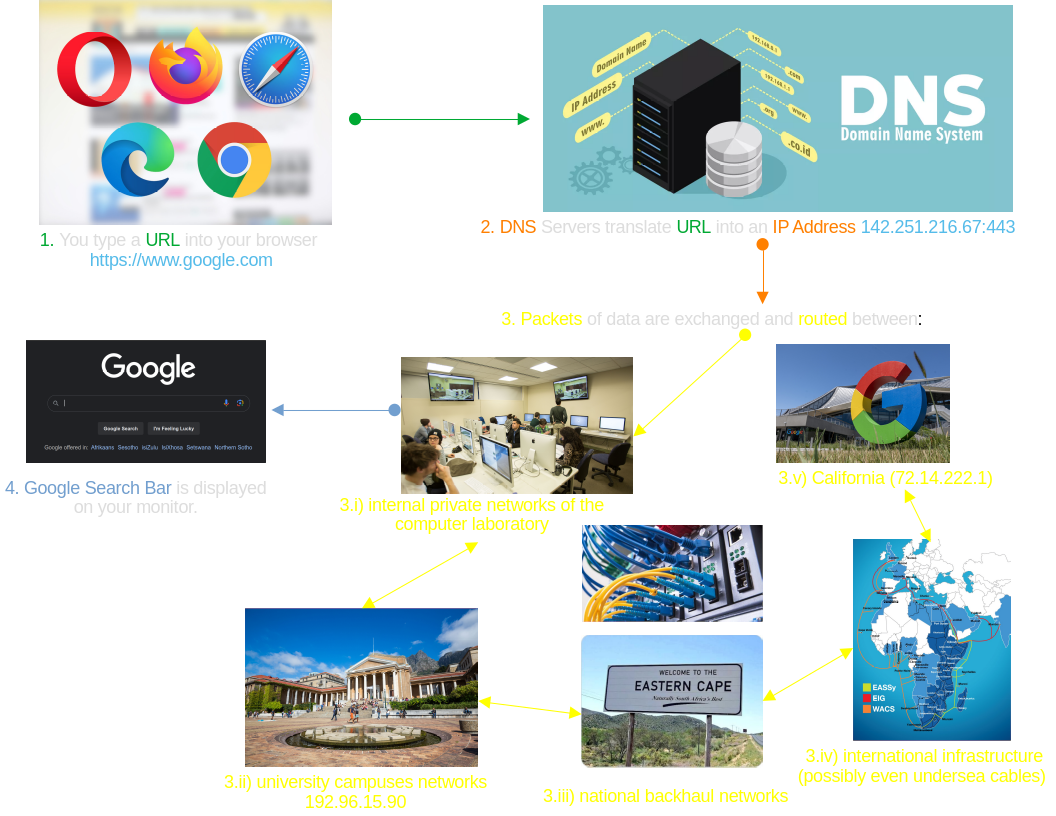 Domain Name
IP Address
www.
192.168.0.1
.com
192.168.1.1
www.
.org
.co.id
DNS
Domain Name System
1. You type a URL into your browser
https://www.google.com
2. DNS Servers translate URL into an IP Address 142.251.216.67:443
3. Packets of data are exchanged and routed between:
Google
Google Search
I'm Feeling Lucky
Google offered in: Afrikaans Sesotho isiZulu IsiXhosa Setswana Northern Sotho
4. Google Search Bar is displayed
on your monitor.
3.i) internal private networks of the
computer laboratory
3.v) California (72.14.222.1)
WELCOME TO THE
EASTERN CAPE
Naturally South Africa's Best
EASSy
EIG
WACS
3.ii) university campuses networks
192.96.15.90
3.iii) national backhaul networks
3.iv) international infrastructure
(possibly even undersea cables)